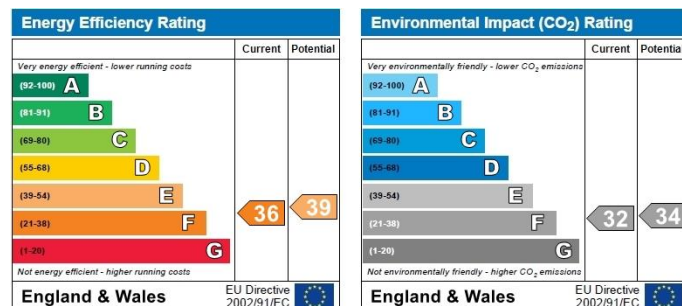 Energy Efficiency Rating
Current Potential
Very energy efficient - lower running costs
(92-100) A
(81-91) B
(69-80) C
(55-68) D
(39-54) E
(21-38) F
(1-20) G
36
39
Not energy efficient - higher running costs
England & Wales
EU Directive
2002/91/EC
Environmental Impact (CO₂) Rating
Current Potential
Very environmentally friendly - lower CO₂ emissions
(92-100) A
(81-91) B
(69-80) C
(55-68) D
(39-54) E
(21-38) F
(1-20) G
32
34
Not environmentally friendly - higher CO₂ emissions
England & Wales
EU Directive
2002/91/EC